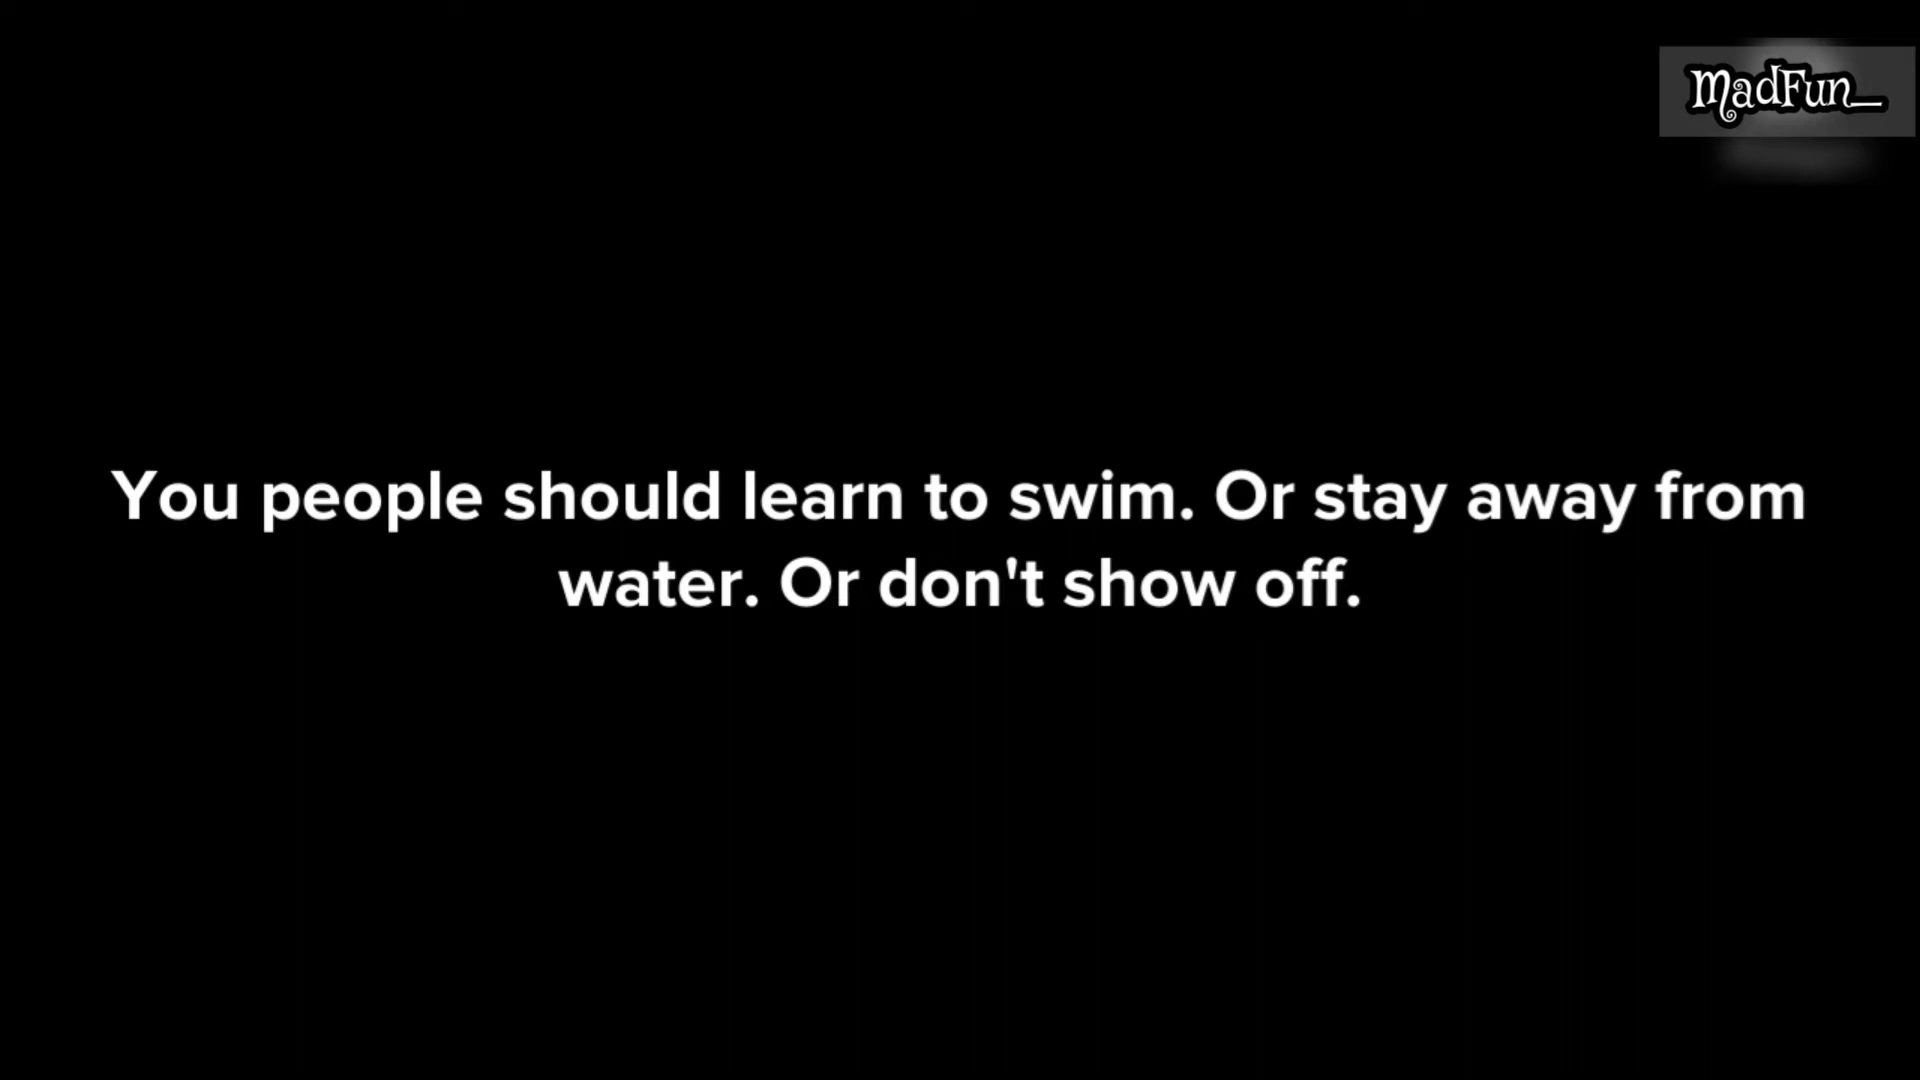 MadFun_
You people should learn to swim. Or stay away from
water. Or don't show off.